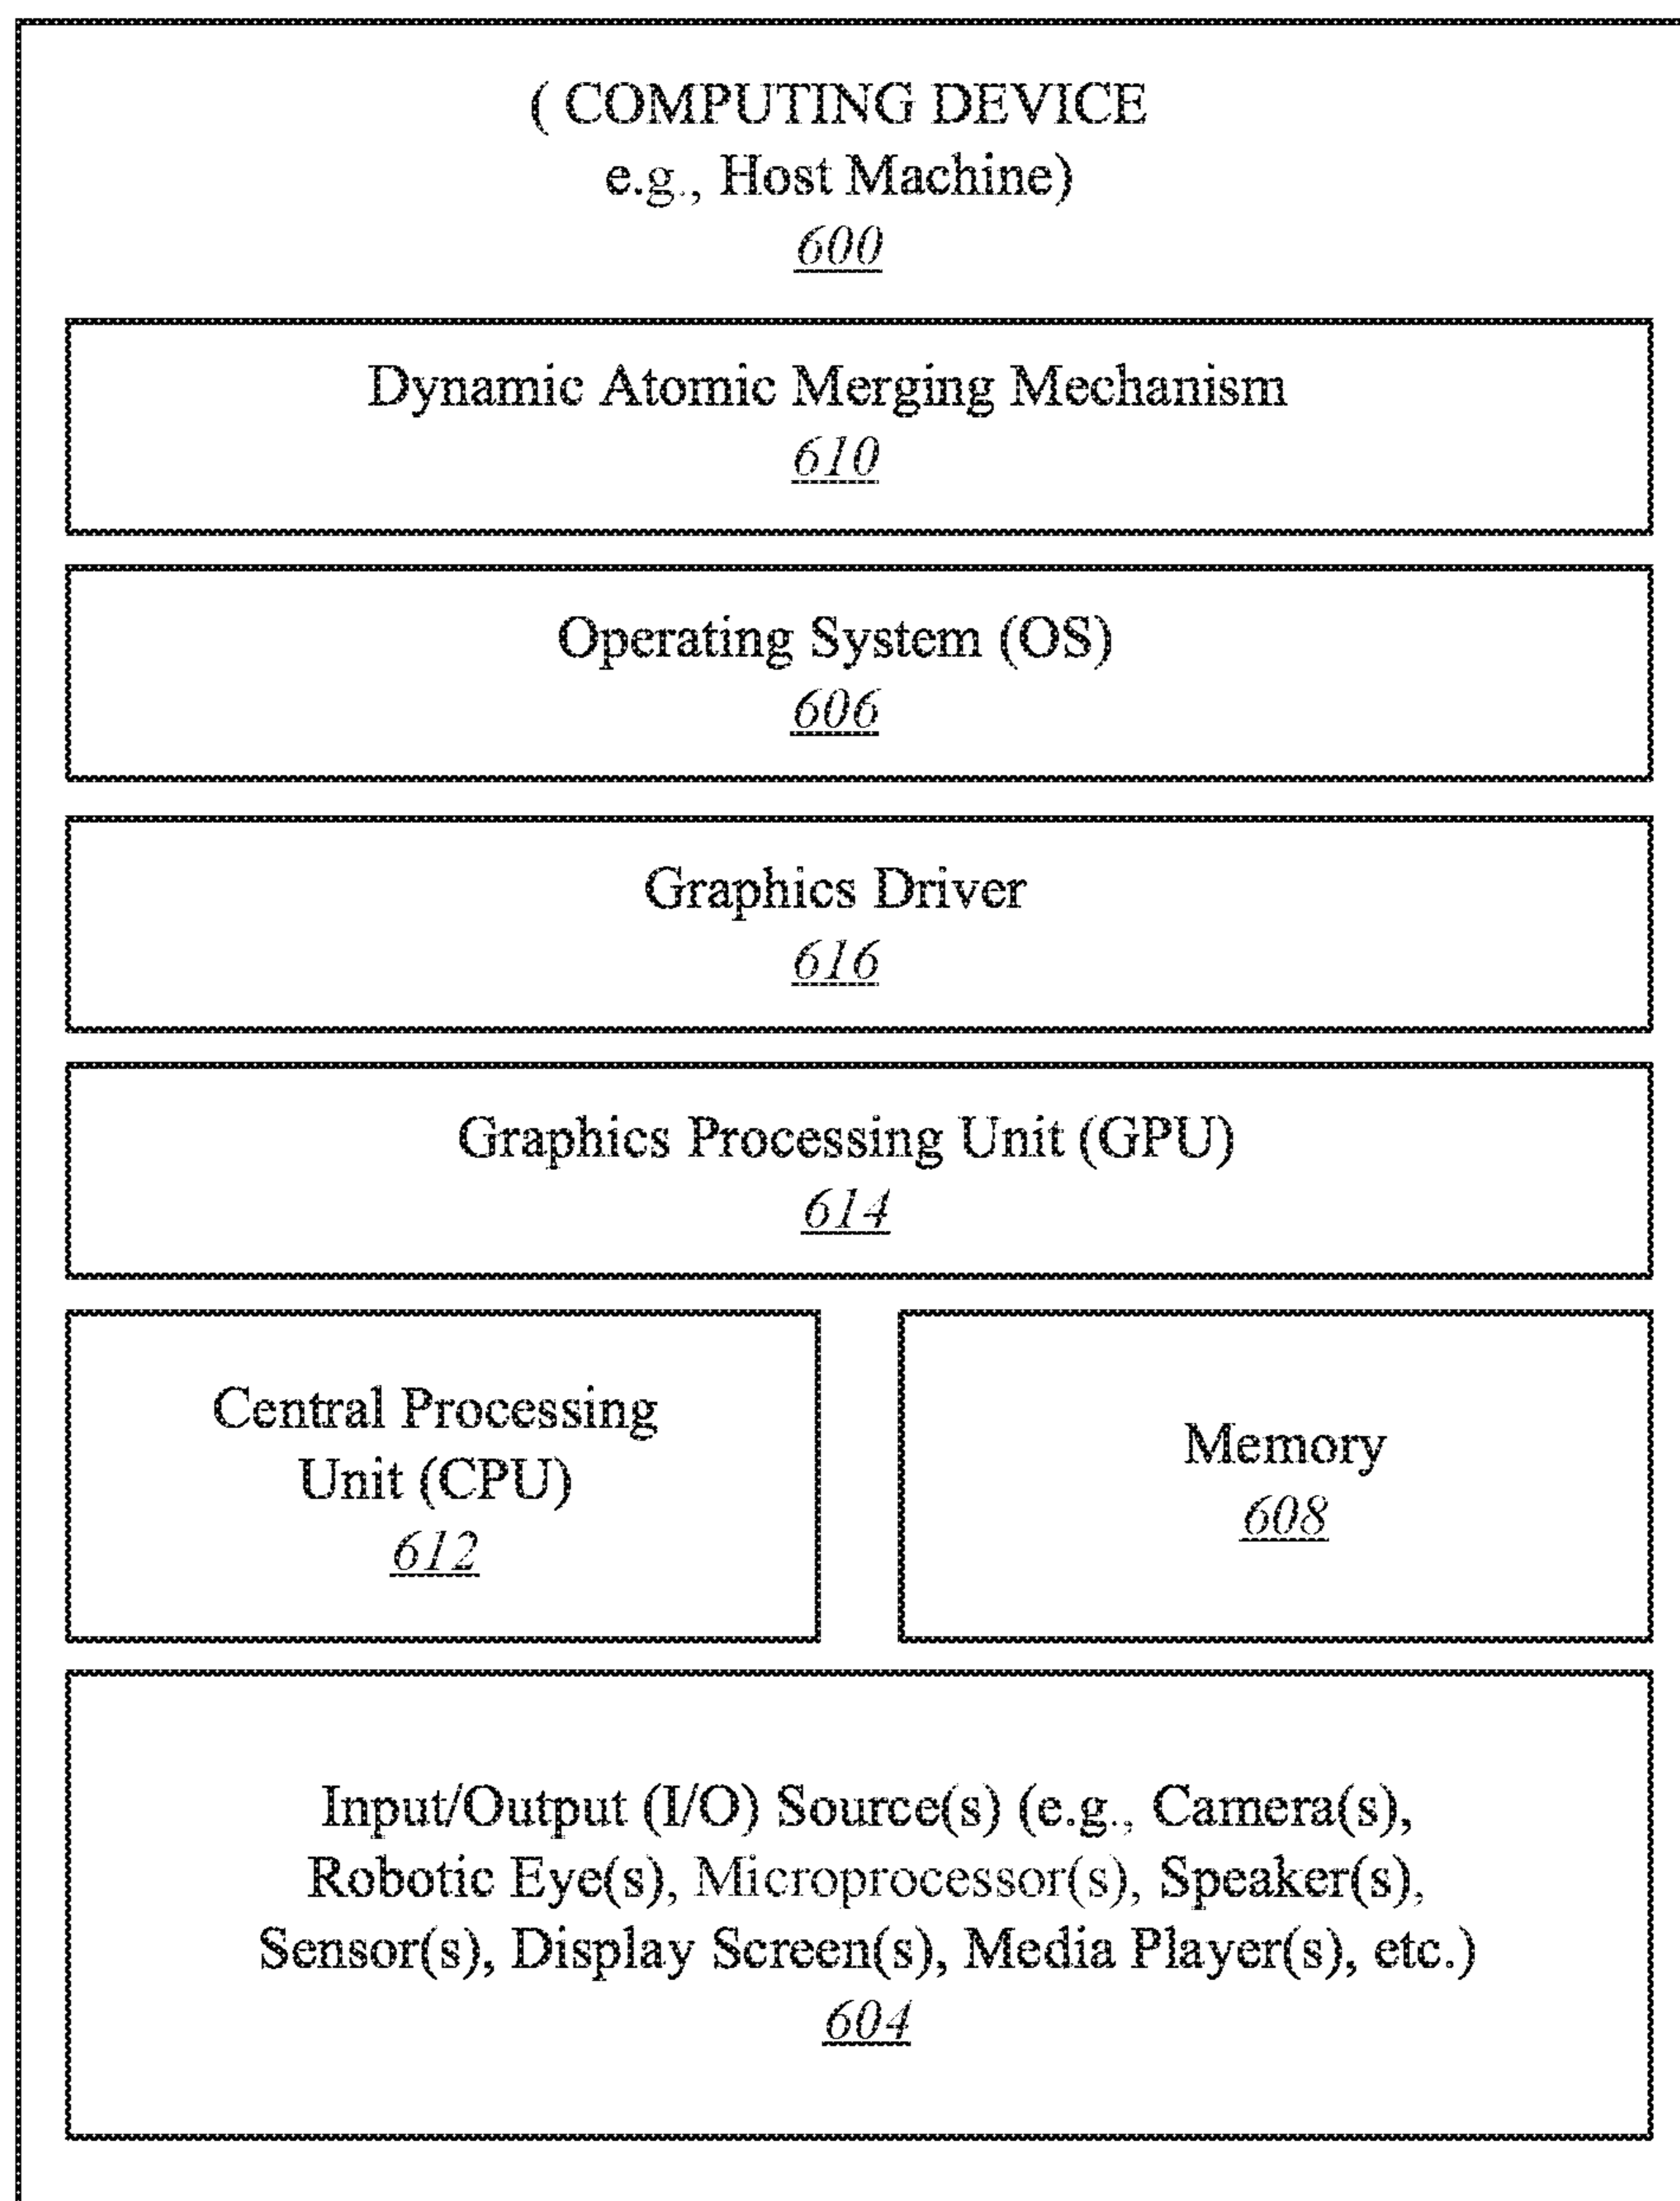 ( COMPUTING DEVICE
e.g., Host Machine)
600
Dynamic Atomic Merging Mechanism
610
Operating System (OS)
606
Graphics Driver
616
Graphics Processing Unit (GPU)
614
Central Processing
Unit (CPU)
612
Memory
608
Input/Output (I/O) Source(s) (e.g., Camera(s),
Robotic Eye(s), Microprocessor(s), Speaker(s),
Sensor(s), Display Screen(s), Media Player(s), etc.)
604